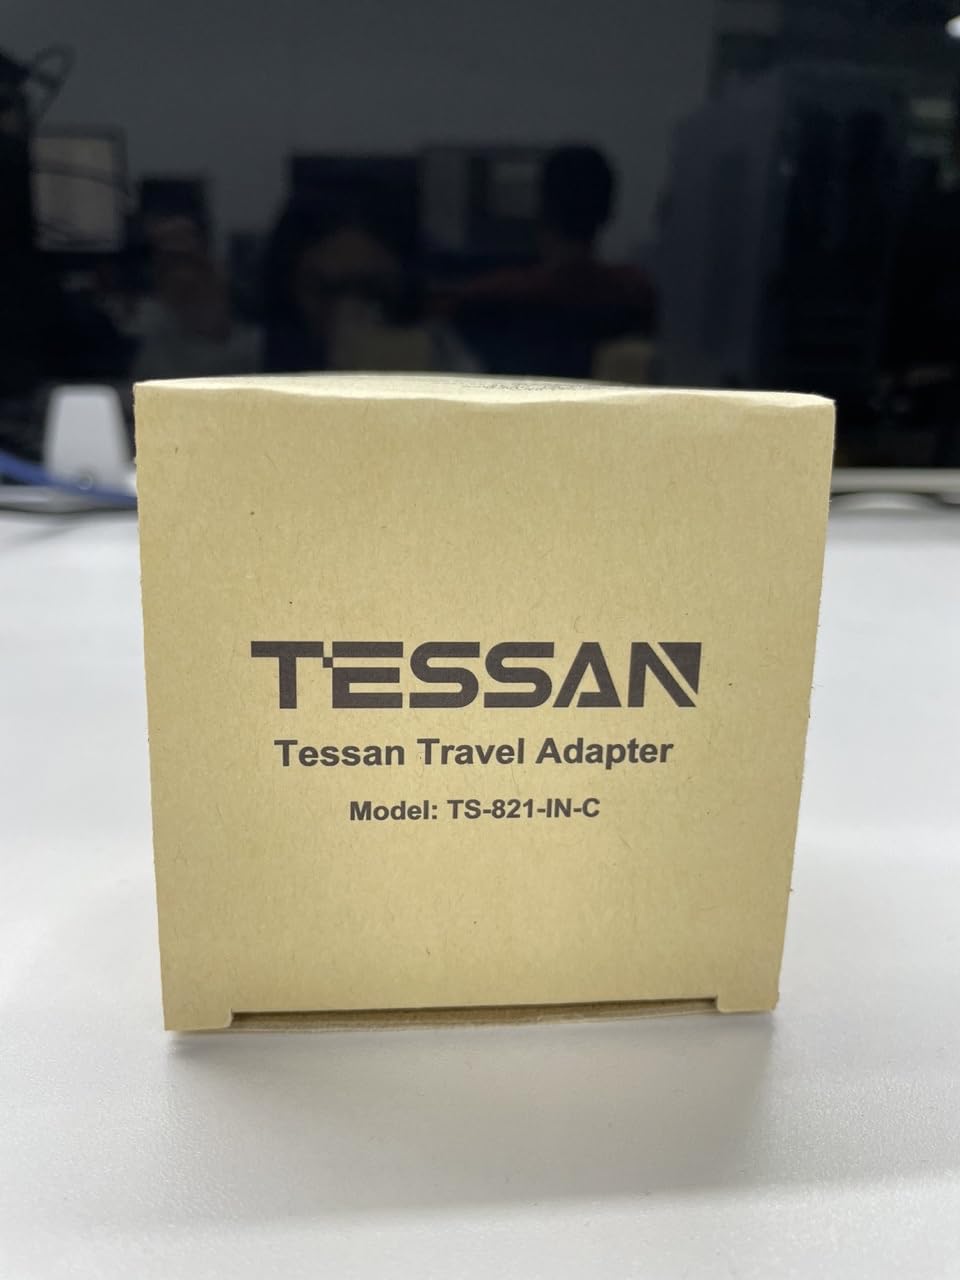 TESSAN
Tessan Travel Adapter
Model: TS-821-IN-C